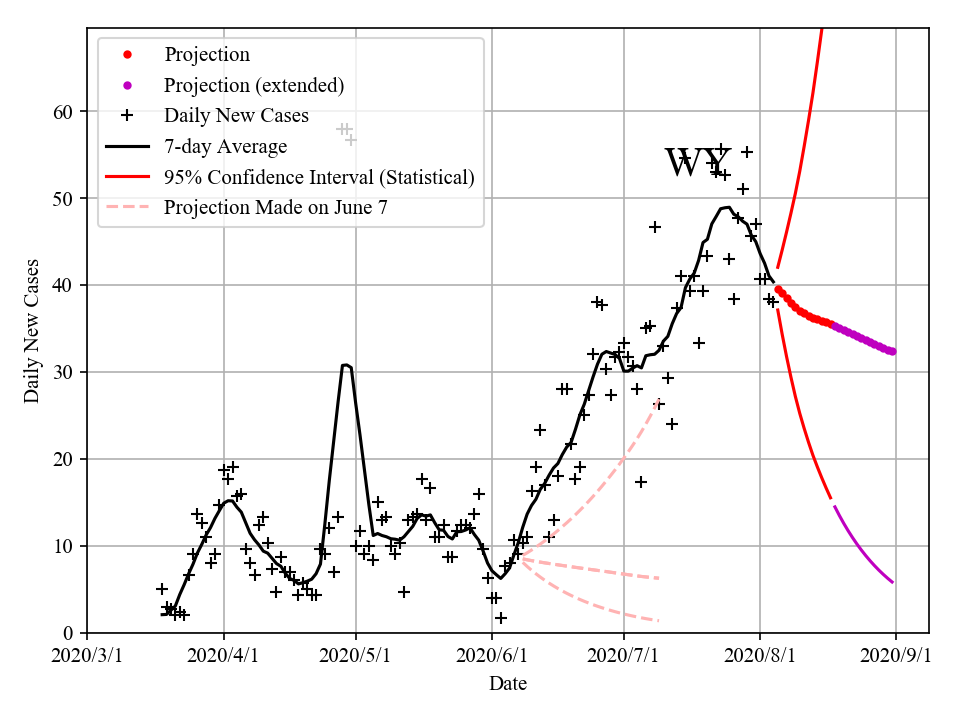 Projection
Projection (extended)
Daily New Cases
7-day Average
95% Confidence Interval (Statistical)
Projection Made on June 7
WY
Daily New Cases
60
50
40
30
20
10
0
2020/3/1 2020/4/1 2020/5/1 2020/6/1 2020/7/1 2020/8/1 2020/9/1
Date